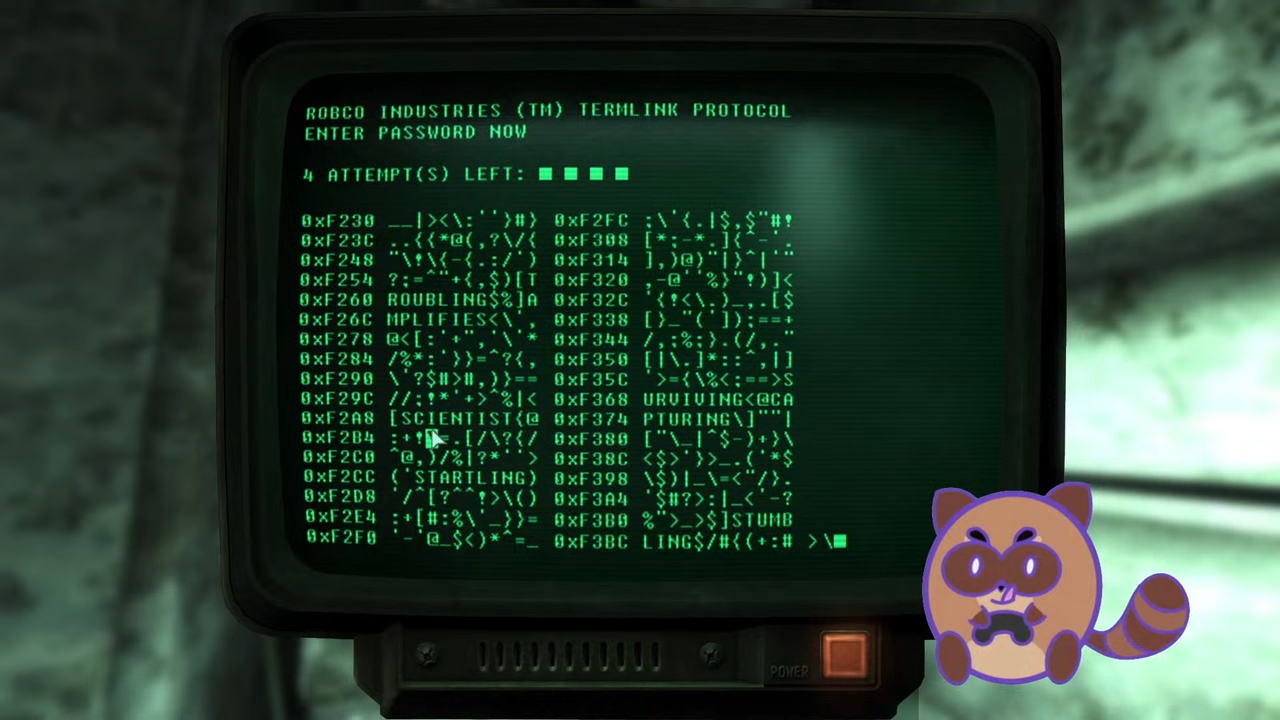 ROBCO INDUSTRIES (TM) TERMLINK PROTOCOL
ENTER PASSWORD NOW
4 ATTEMPT(S) LEFT: ■ ■ ■ ■
0xF230 __|><\:''}#} 0xF2FC ;\'{.|$,$"#!
0xF23C ..{{*@(,?\/{ 0xF308 [*;-*.]{^-'.
0xF248 "\!\{-{.:/') 0xF314 ],)@)"|}^|'"
0xF254 ?;=^"+{,$)[T 0xF320 ,-@''%}"!)]<
0xF260 ROUBLING$%]A 0xF32C '{!<\.)_,.[$
0xF26C MPLIFIES<\', 0xF338 [}_"(']);==+
0xF278 @<[:'+",'\'* 0xF344 /,:%;}.(/,."
0xF284 /%*:'}}=^?{, 0xF350 [|\.]*::^,|]
0xF290 \'?$#>#,)}== 0xF35C '>={\%<:==>S
0xF29C //;!*'+>^%|< 0xF368 URVIVING<@CA
0xF2A8 [SCIENTIST{@ 0xF374 PTURING\]""|
0xF2B4 :+! =.[/\?{/ 0xF380 ["\_|^$-)+}\
0xF2C0 ^@,)/%|?*''> 0xF38C <$>'}>_.('*$
0xF2CC ('STARTLING) 0xF398 \$)|_\=<"/}.
0xF2D8 '/^[?^^!>\() 0xF3A4 '$#?>:|_<'-?
0xF2E4 :+[#:%\'_}}= 0xF3B0 %">_>$]STUMB
0xF2F0 '-'@_$<)*^=_ 0xF3BC LING$/#{(+:# >\■
POWER